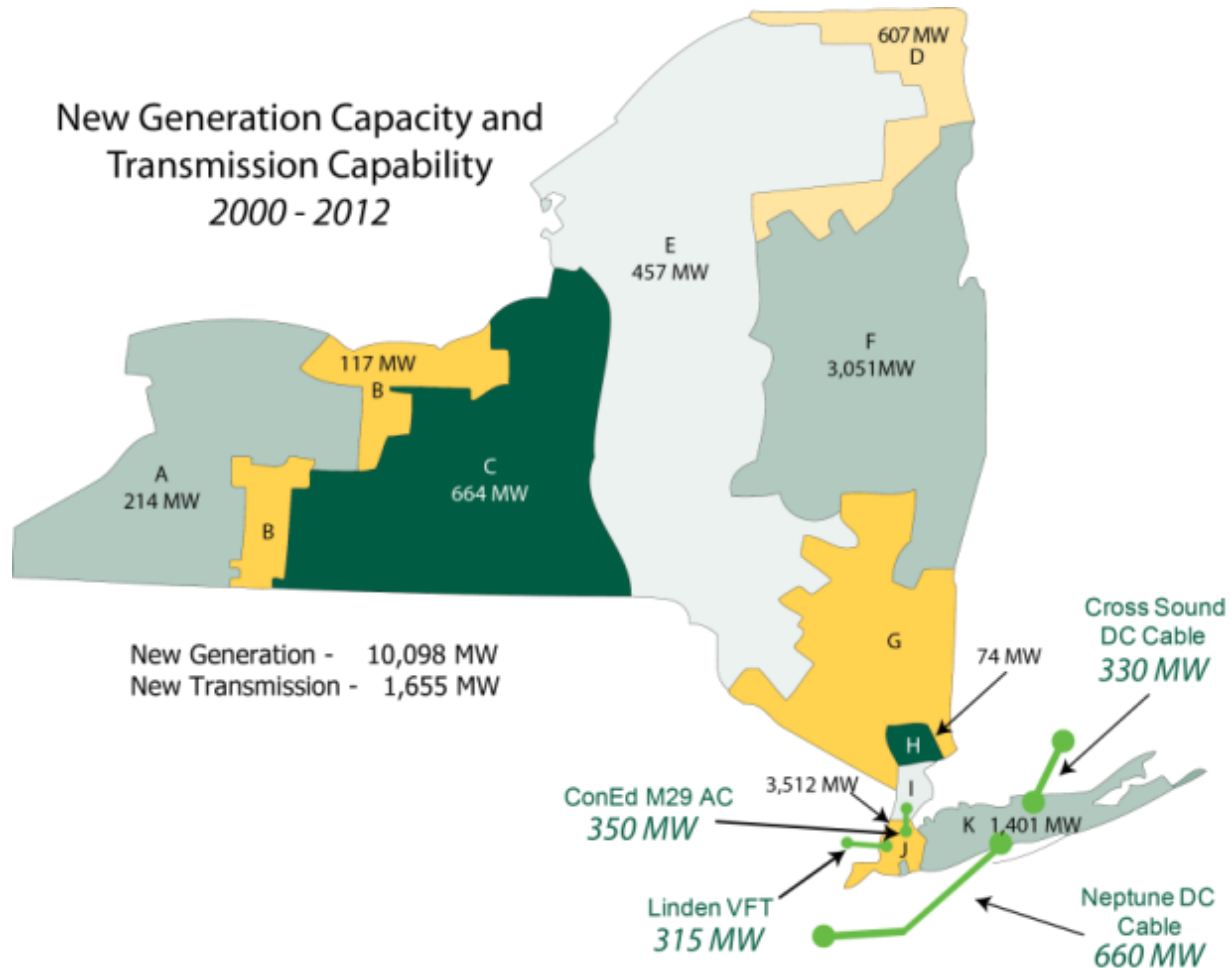 New Generation Capacity and
Transmission Capability
2000 - 2012
607 MW
D
E
457 MW
F
3,051MW
117 MW
B
A
214 MW
B
C
664 MW
New Generation - 10,098 MW
New Transmission - 1,655 MW
G
74 MW
Cross Sound
DC Cable
330 MW
H
I
3,512 MW
ConEd M29 AC
350 MW
J
K 1,401 MW
Linden VFT
315 MW
Neptune DC
Cable
660 MW